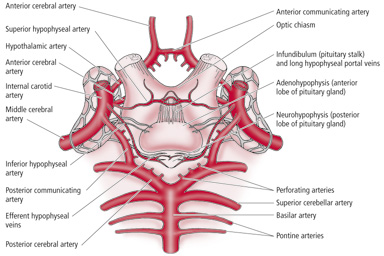 Anterior cerebral artery
Superior hypophyseal artery
Hypothalamic artery
Anterior cerebral
artery
Internal carotid
artery
Middle cerebral
artery
Inferior hypophyseal
artery
Posterior communicating
artery
Efferent hypophyseal
veins
Posterior cerebral artery
Anterior communicating artery
Optic chiasm
Infundibulum (pituitary stalk)
and long hypophyseal portal veins
Adenohypophysis (anterior
lobe of pituitary gland)
Neurohypophysis (posterior
lobe of pituitary gland)
Perforating arteries
Superior cerebellar artery
Basilar artery
Pontine arteries